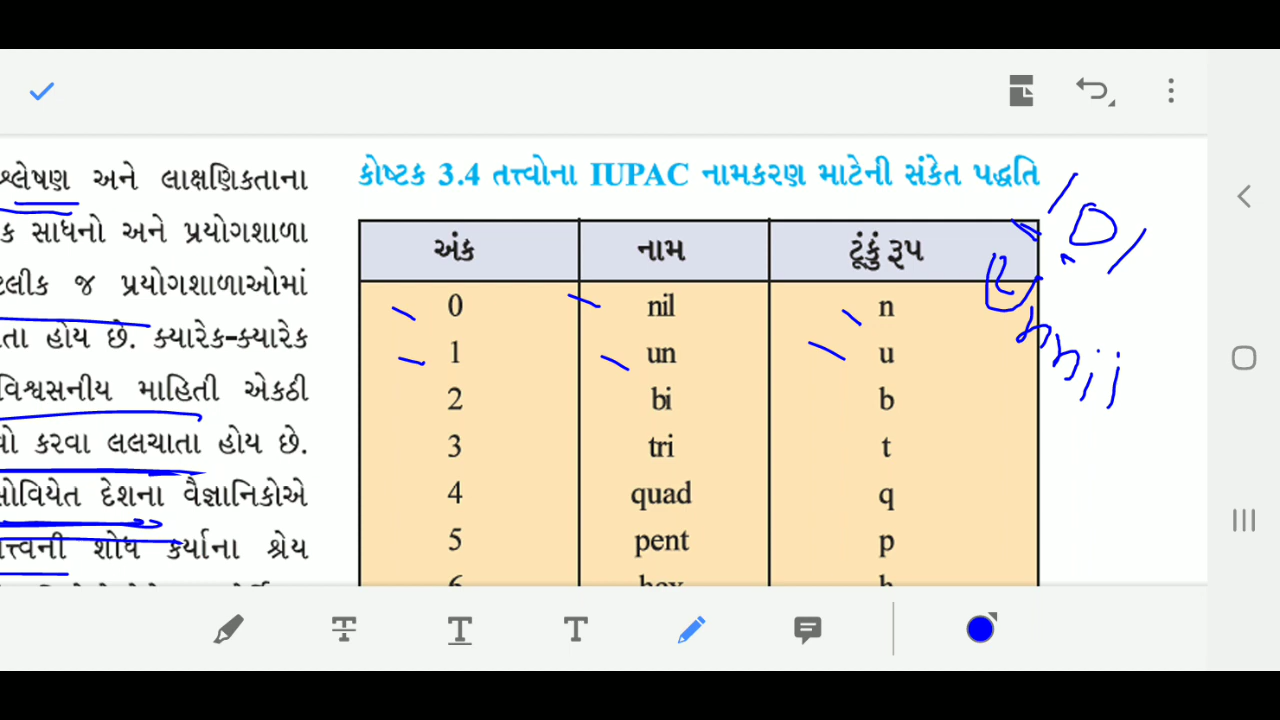 શ્લેષણ અને લાક્ષણિકતાના
ક સાધનો અને પ્રયોગશાળા
ટલીક જ પ્રયોગશાળાઓમાં
તા હોય છે. ક્યારેક-ક્યારેક
વિશ્વસનીય માહિતી એકઠી
વો કરવા લલચાતા હોય છે.
સોવિયેત દેશના વૈજ્ઞાનિકોએ
ત્ત્વની શોધ કર્યાના શ્રેય
કોષ્ટક 3.4 તત્ત્વોના IUPAC નામકરણ માટેની સંકેત પદ્ધતિ
અંક નામ ટૂંકું રૂપ
0 nil n
1 un u
2 bi b
3 tri t
4 quad q
5 pent p
6 hex h